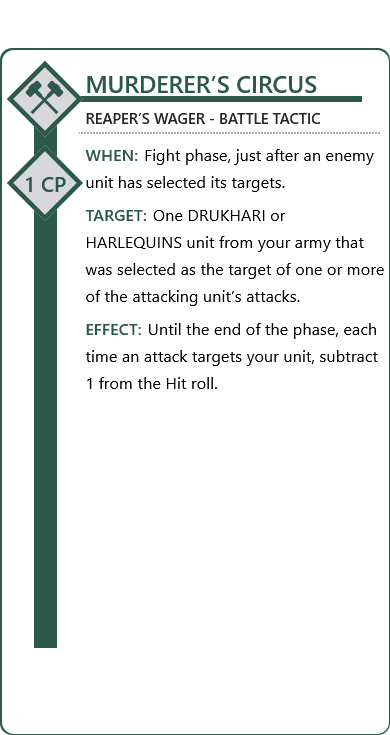 MURDERER'S CIRCUS
REAPER'S WAGER - BATTLE TACTIC
1 CP
WHEN: Fight phase, just after an enemy
unit has selected its targets.
TARGET: One DRUKHARI or
HARLEQUINS unit from your army that
was selected as the target of one or more
of the attacking unit's attacks.
EFFECT: Until the end of the phase, each
time an attack targets your unit, subtract
1 from the Hit roll.